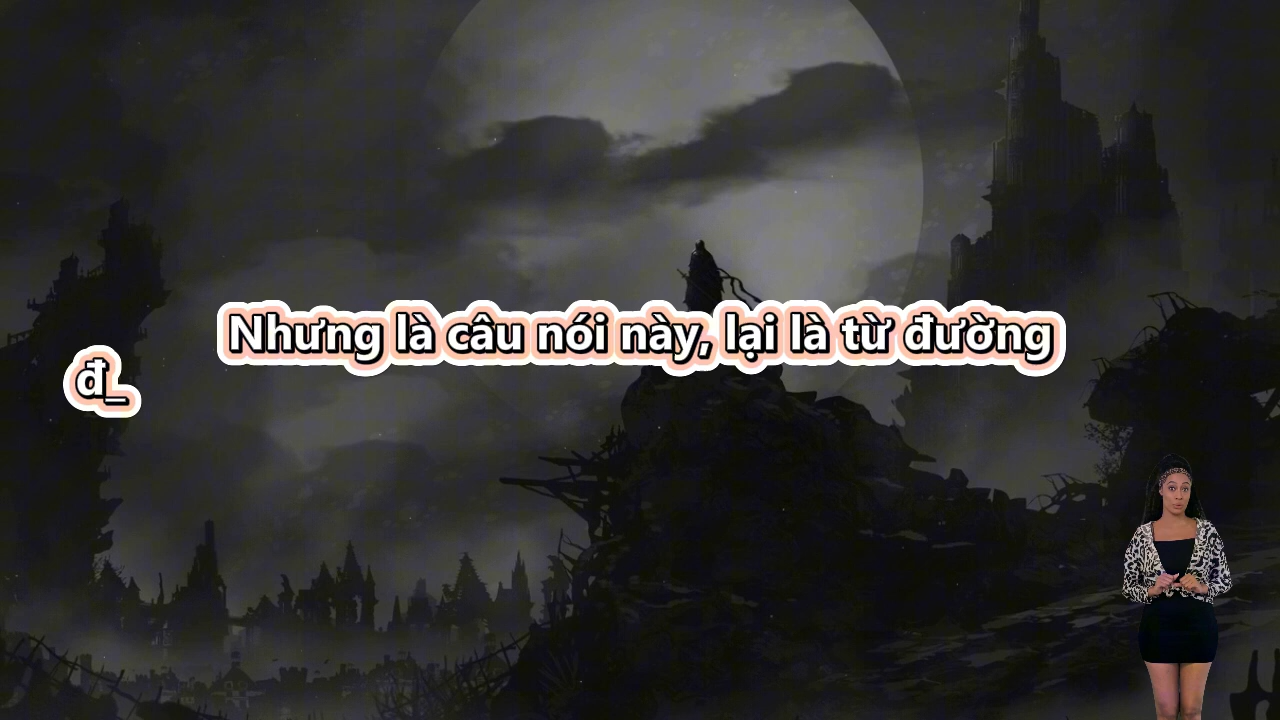 Nhưng là câu nói này, lại là từ đường
đ_